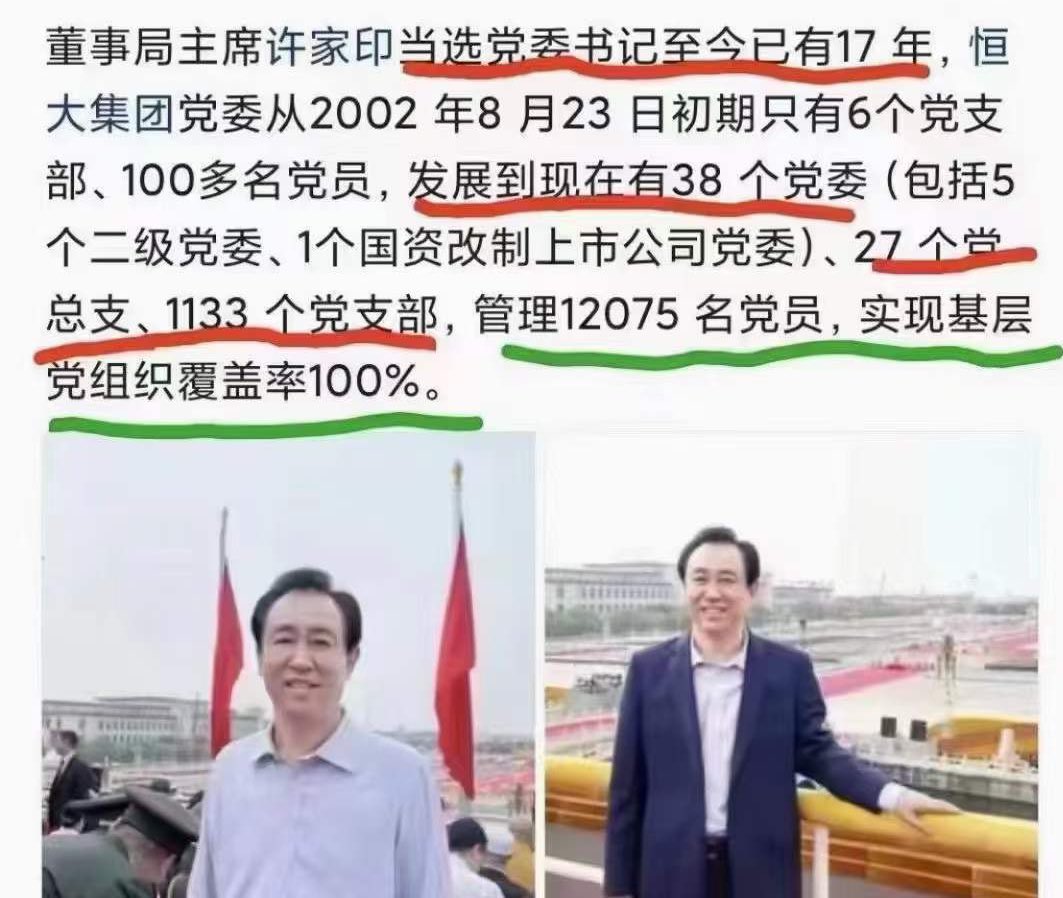 董事局主席许家印当选党委书记至今已有17 年，恒
大集团党委从2002 年8 月23 日初期只有6个党支
部、100多名党员，发展到现在有38 个党委（包括5
个二级党委、1个国资改制上市公司党委）、27 个党
总支、1133 个党支部，管理12075 名党员，实现基层
党组织覆盖率100%。